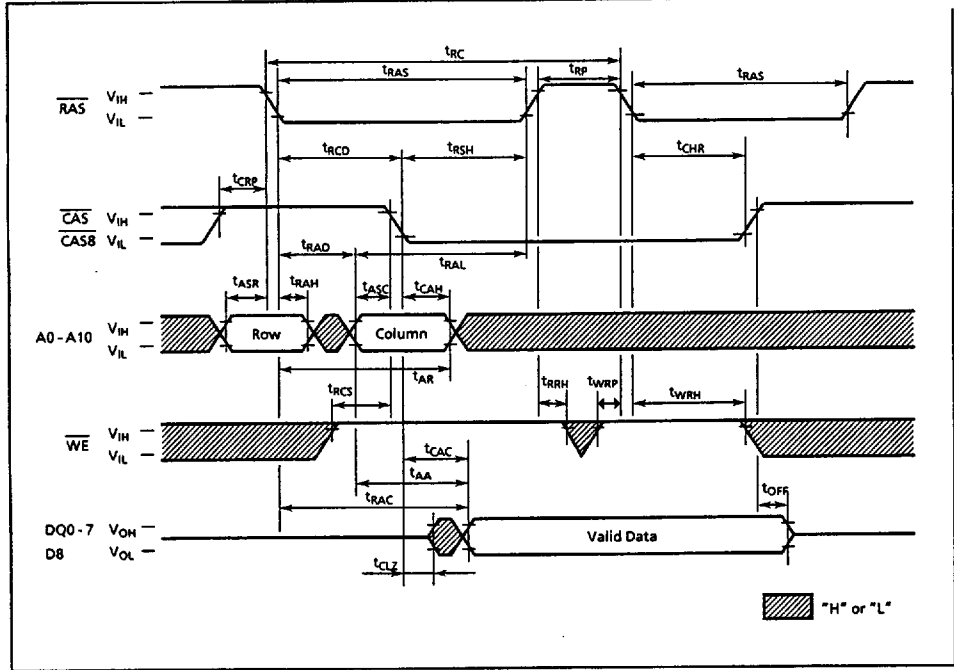 tRC
tRAS tRP tRAS
RAS VIH
VIL
tRCD tRSH tCHR
tCRP
CAS VIH
CAS8 VIL
tRAD tRAL
tASR tRAH tASC tCAH
A0 - A10 VIH Row Column
VIL
tAR
tRCS tRRH tWRP tWRH
WE VIH
VIL
tCAC
tAA
tRAC tOFF
DQ0 - 7 VOH Valid Data
D8 VOL
tCLZ
"H" or "L"